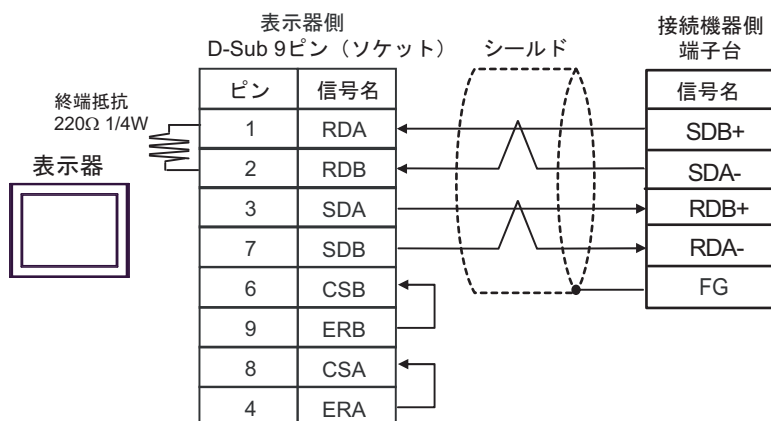 表示器側
D-Sub 9ピン（ソケット）
シールド
接続機器側
端子台
終端抵抗
220Ω 1/4W
表示器
ピン 信号名
1 RDA
2 RDB
3 SDA
7 SDB
6 CSB
9 ERB
8 CSA
4 ERA
信号名
SDB+
SDA-
RDB+
RDA-
FG